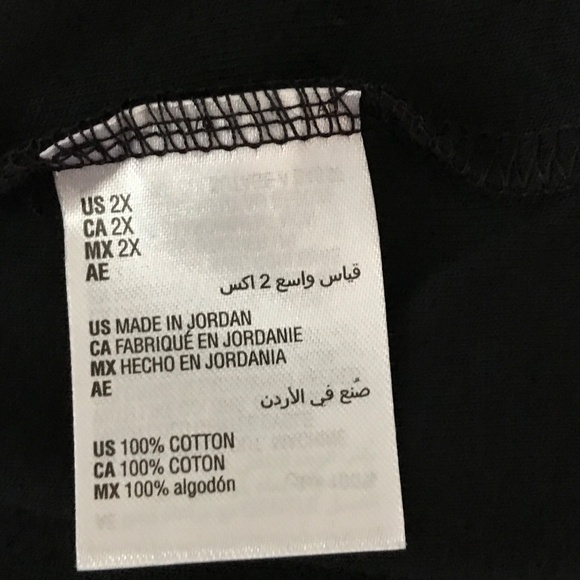 US 2X
CA 2X
MX 2X
AE
قياس واسع 2 اكس
US MADE IN JORDAN
CA FABRIQUÉ EN JORDANIE
MX HECHO EN JORDANIA
AE
صُنع في الأردن
US 100% COTTON
CA 100% COTON
MX 100% algodón